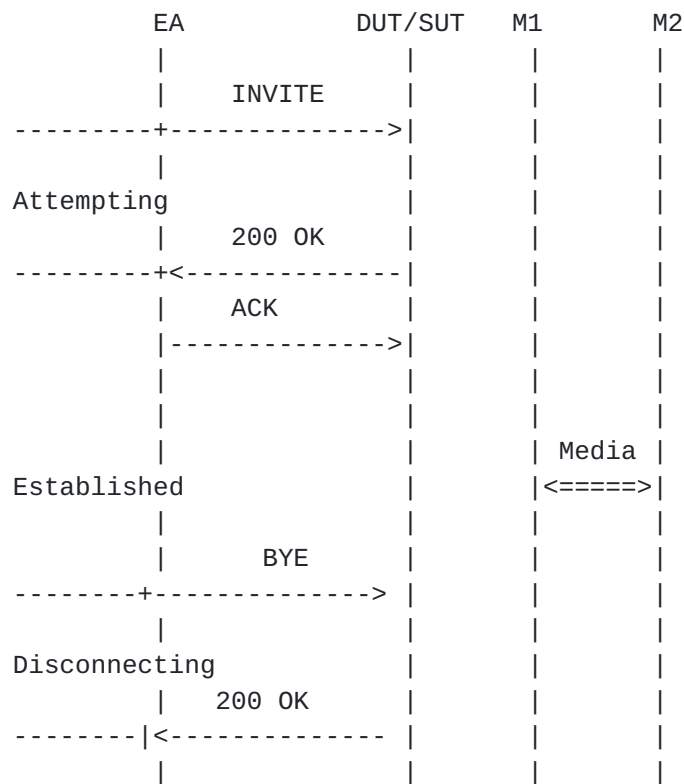 EA DUT/SUT M1 M2
INVITE
Attempting
200 OK
ACK
Media
Established
BYE
Disconnecting
200 OK